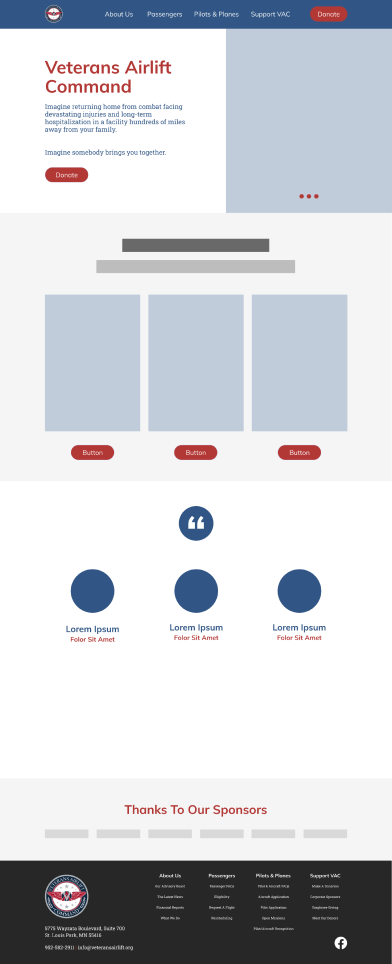 About Us Passengers Pilots & Planes Support VAC Donate
Veterans Airlift
Command
Imagine returning home from combat facing
devastating injuries and long-term
hospitalization in a facility hundreds of miles
away from your family.
Imagine somebody brings you together.
Donate
Button Button Button
Lorem Ipsum Lorem Ipsum Lorem Ipsum
Folor Sit Amet Folor Sit Amet Folor Sit Amet
Thanks To Our Sponsors
About Us Passengers Pilots & Planes Support VAC
Our Advisory Board Passenger FAQs Pilot & Aircraft FAQs Make A Donation
The Latest News Eligibility Aircraft Application Corporate Sponsors
Financial Reports Request A Flight Pilot Application Employee Giving
What We Do Open Missions Meet Our Donors
Pilot/Aircraft Recognition
VETERANS AIRLIFT COMMAND
5775 Wayzata Boulevard, Suite 700
St. Louis Park, MN 55416
952-582-2911 info@veteransairlift.org